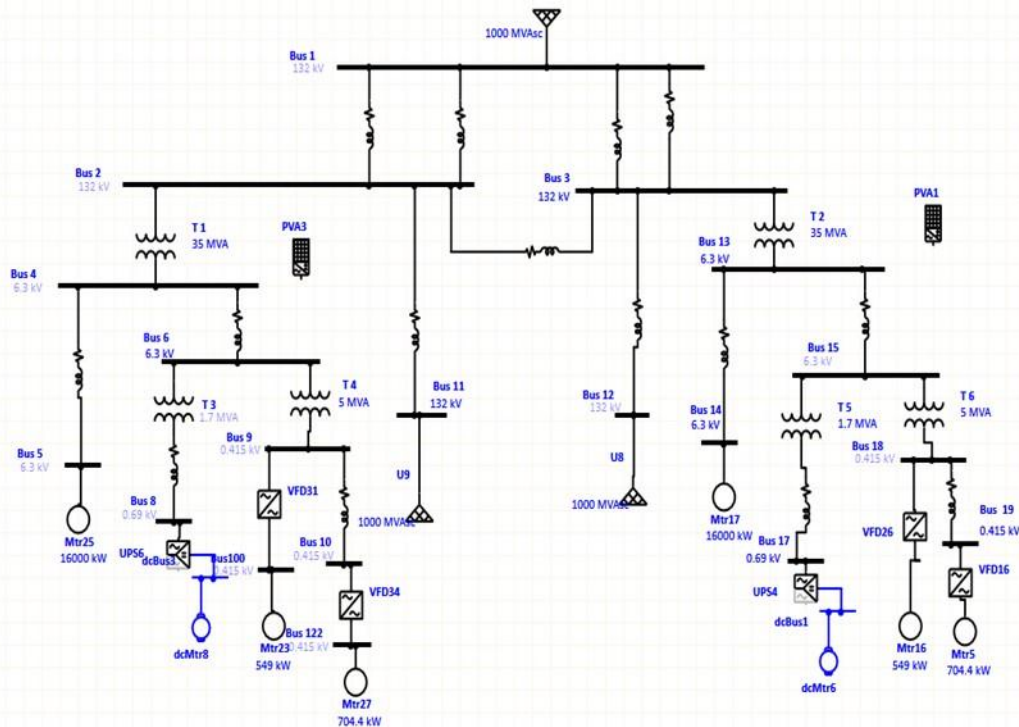 1000 MVAsc
Bus 1
132 kV
Bus 2
132 kV
Bus 3
132 kV
PVA1
T 1
35 MVA
PVA3
T 2
35 MVA
Bus 13
6.3 kV
Bus 4
6.3 kV
Bus 6
6.3 kV
Bus 15
6.3 kV
T 3
1.7 MVA
T 4
5 MVA
Bus 11
132 kV
Bus 12
132 kV
Bus 14
6.3 kV
T 5
1.7 MVA
T 6
5 MVA
Bus 9
0.415 kV
Bus 18
0.415 kV
Bus 5
6.3 kV
U9
U8
VFD31
Bus 8
0.69 kV
1000 MVAsc
1000 MVAsc
Mtr25
16000 kW
Mtr17
16000 kW
VFD26
Bus 19
0.415 kV
Bus 10
0.415 kV
Bus 17
0.69 kV
UPS6
dcBus3
Bus100
0.415 kV
VFD34
UPS4
VFD16
dcBus1
Bus 122
0.415 kV
dcMtr8
Mtr23
549 kW
Mtr16
549 kW
Mtr5
704.4 kW
dcMtr6
Mtr27
704.4 kW